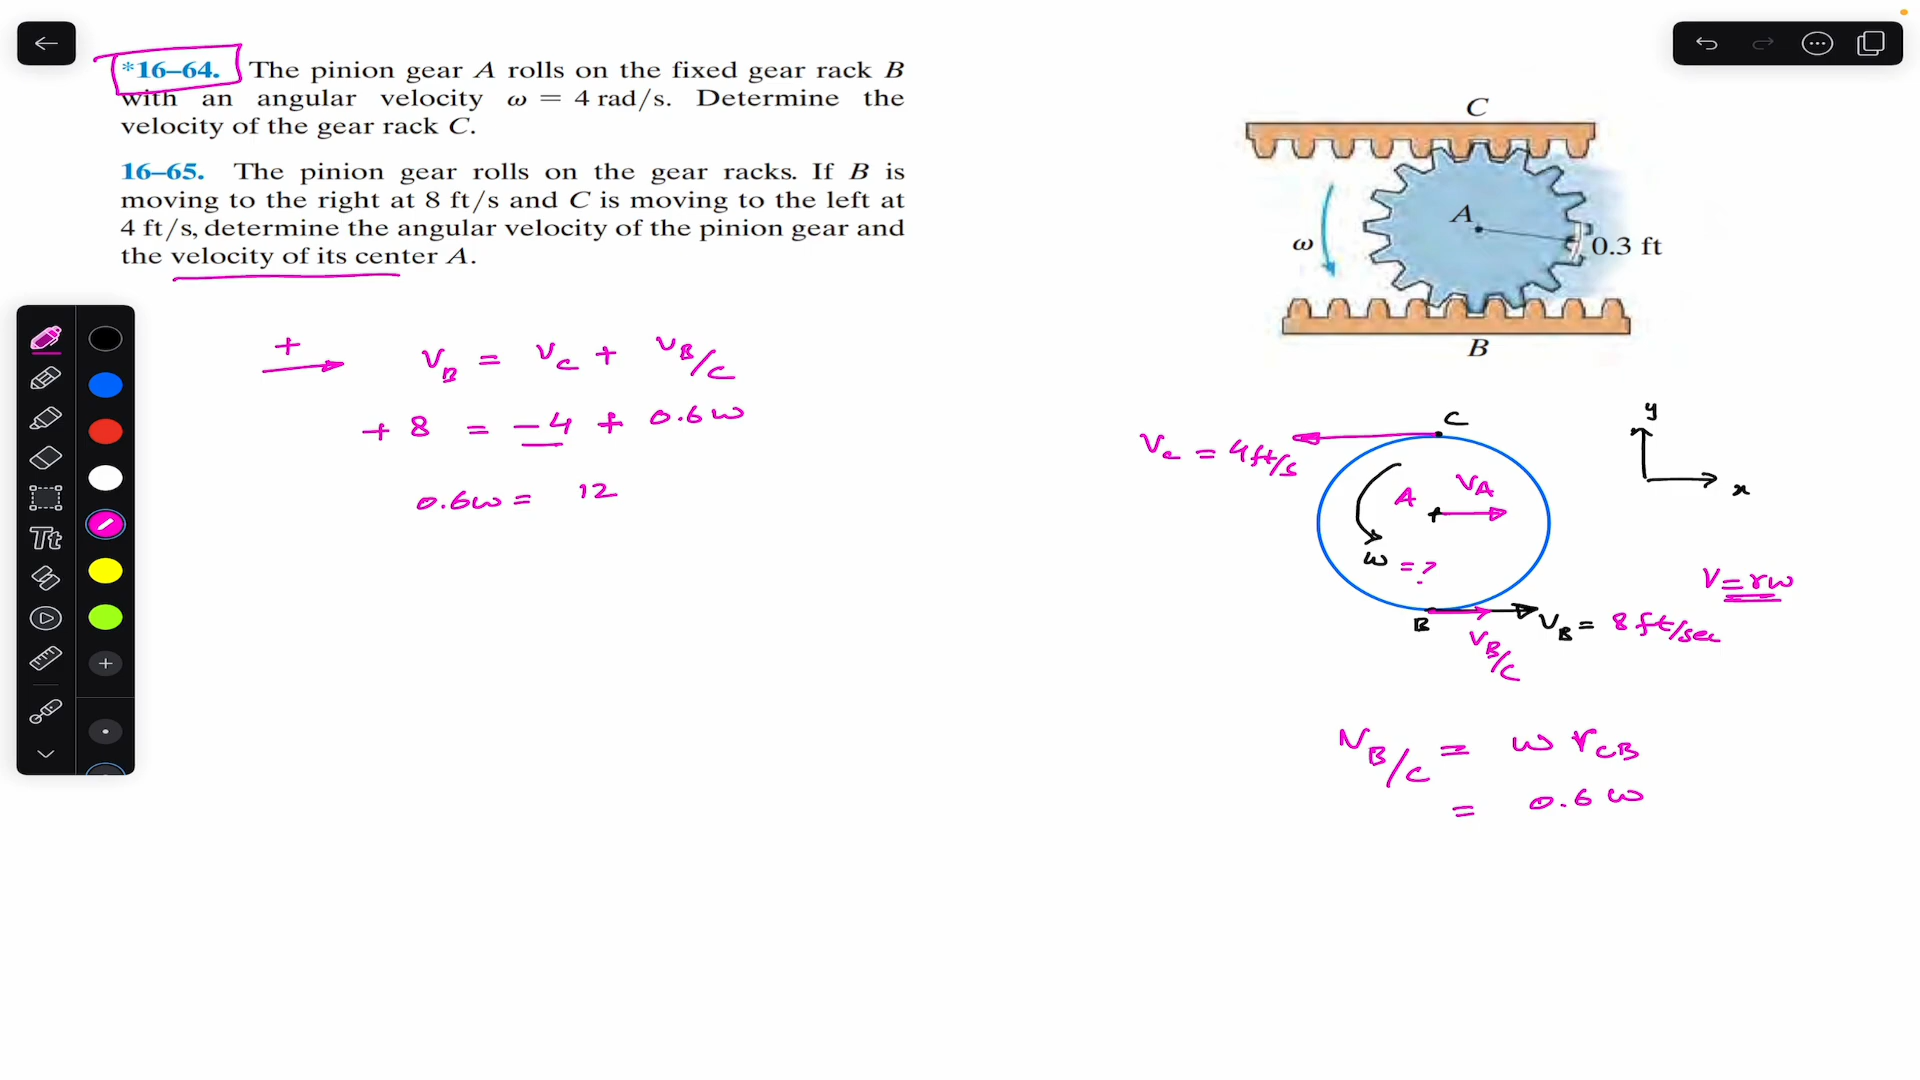 *16–64. The pinion gear A rolls on the fixed gear rack B
with an angular velocity ω = 4 rad/s. Determine the
velocity of the gear rack C.
16–65. The pinion gear rolls on the gear racks. If B is
moving to the right at 8 ft/s and C is moving to the left at
4 ft/s, determine the angular velocity of the pinion gear and
the velocity of its center A.
C
A
ω
0.3 ft
B
Tt
+
V_B = V_C + V_B/C
+ 8 = -4 + 0.6 ω
0.6ω = 12
C
V_c = 4ft/s
A
V_A
ω = ?
B
V_B = 8 ft/sec
V_B/C
y
x
V = rω
V_B/C = ω r_CB
= 0.6 ω